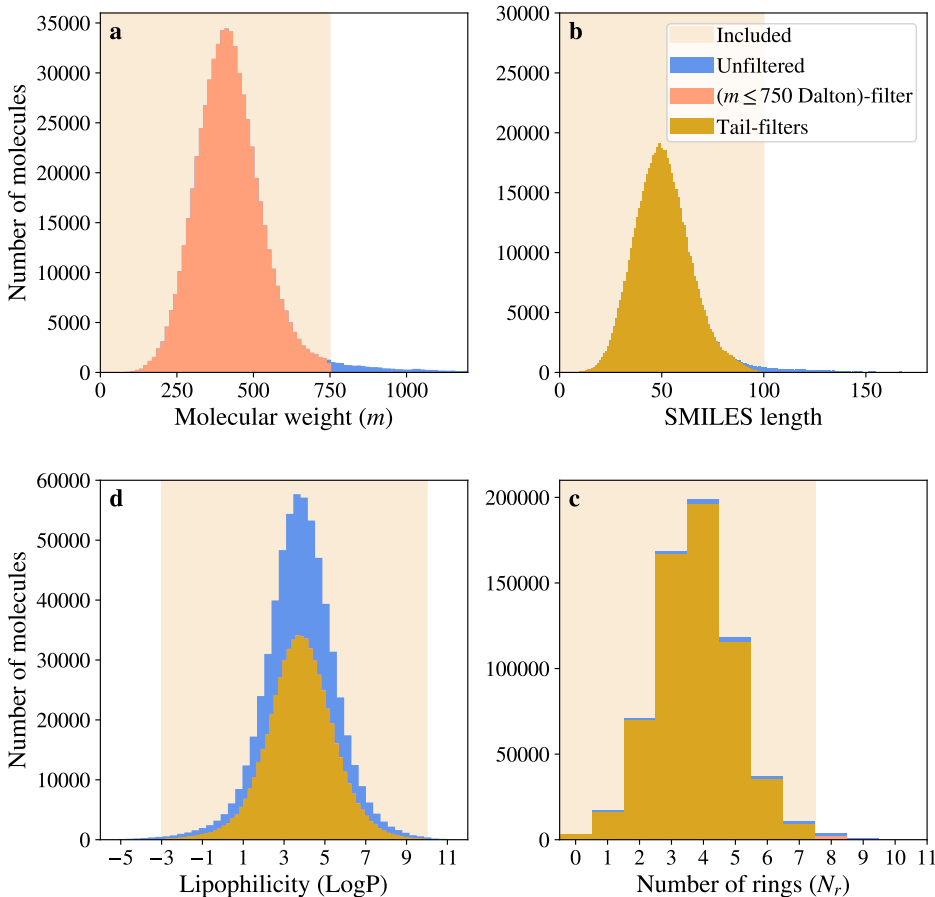 a
35000
30000
25000
20000
15000
10000
5000
0
Number of molecules
0 250 500 750 1000
Molecular weight (m)
b
30000
25000
20000
15000
10000
5000
0
0 50 100 150
SMILES length
Included
Unfiltered
(m ≤ 750 Dalton)-filter
Tail-filters
d
60000
50000
40000
30000
20000
10000
0
Number of molecules
−5 −3 −1 1 3 5 7 9 11
Lipophilicity (LogP)
c
200000
150000
100000
50000
0
0 1 2 3 4 5 6 7 8 9 10 11
Number of rings (Nᵣ)